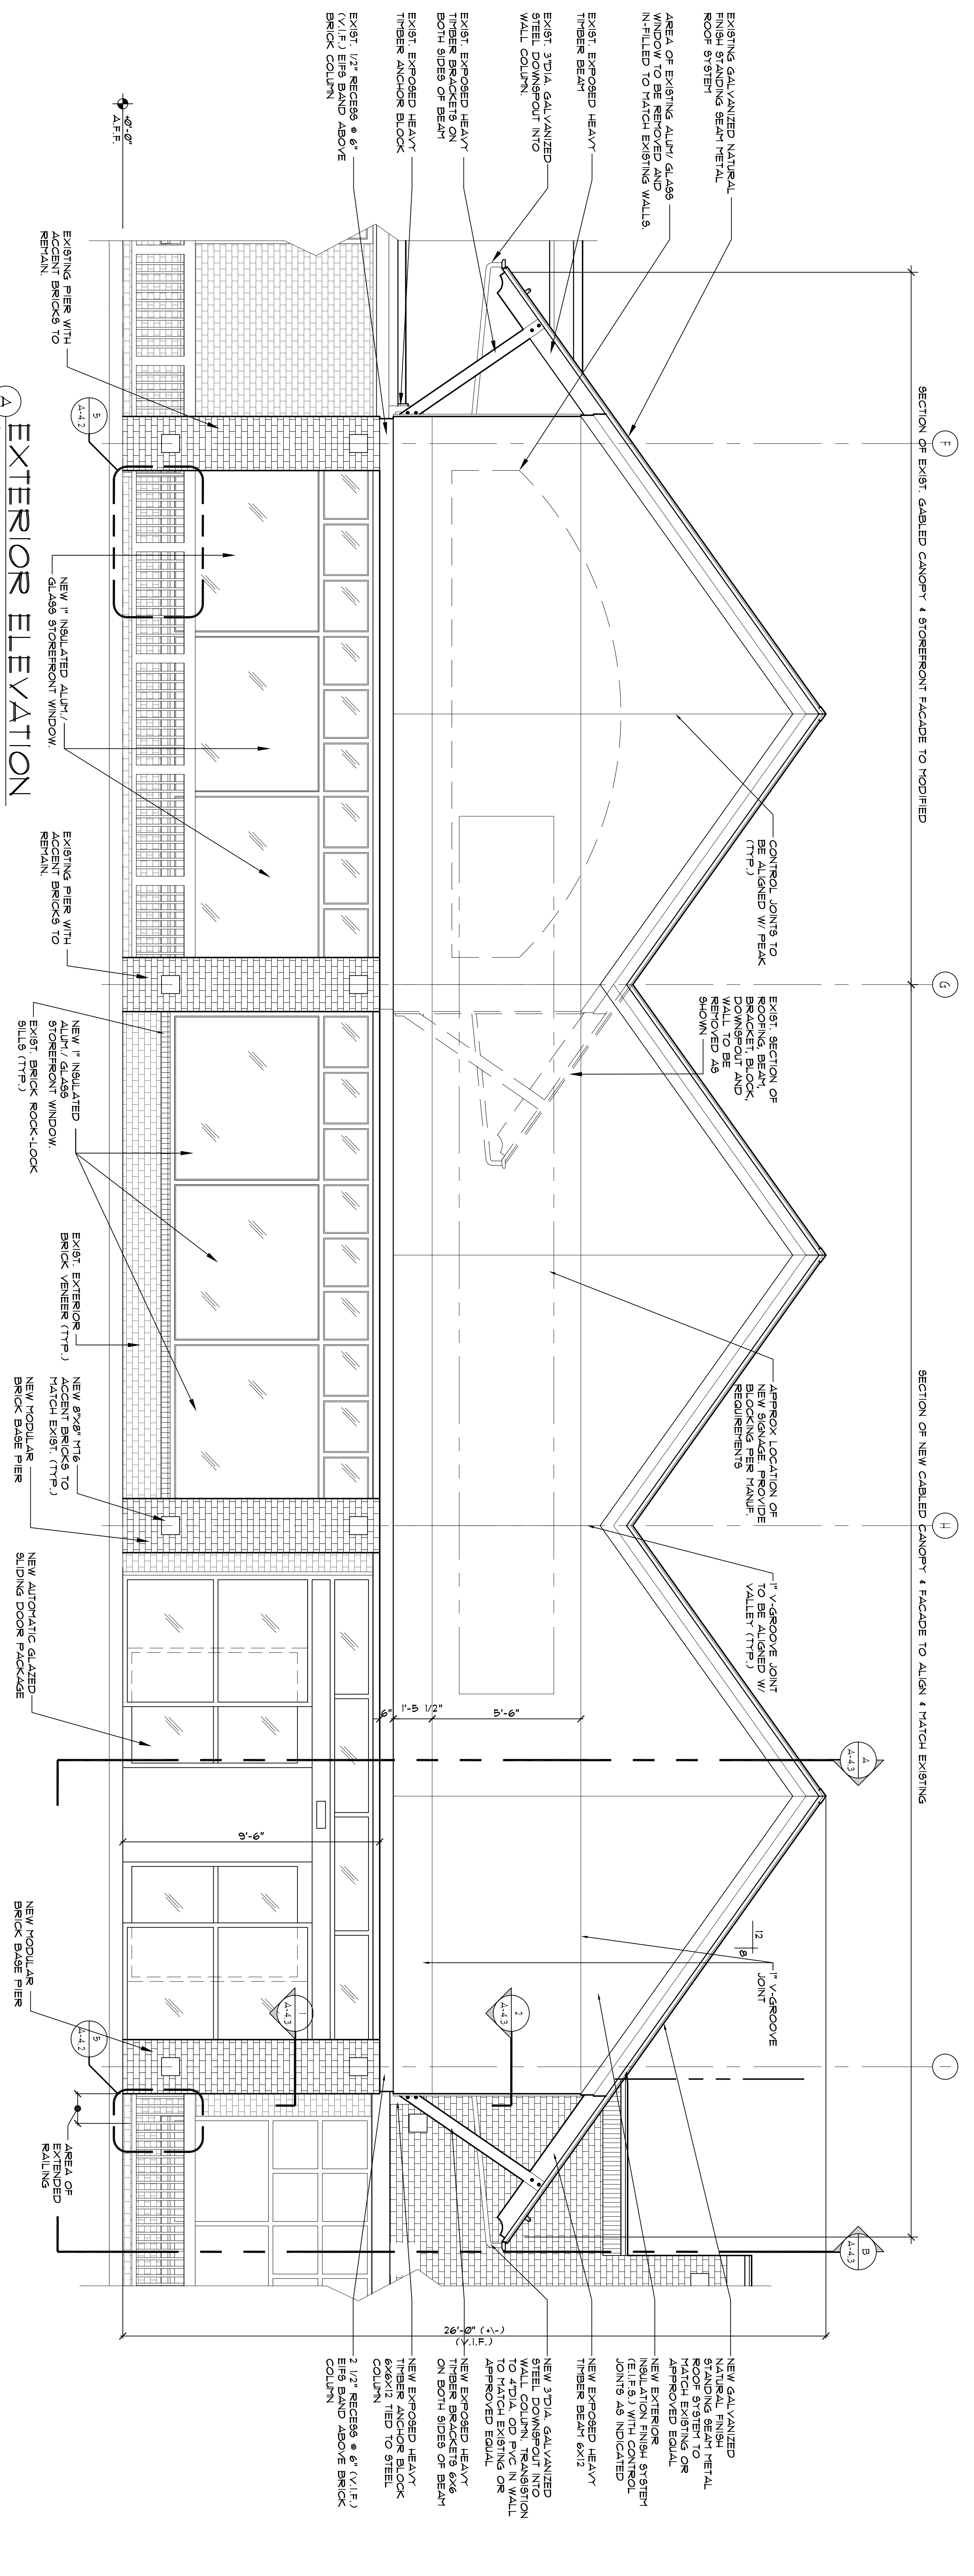 EXISTING GALVANIZED NATURAL
FINISH STANDING SEAM METAL
ROOF SYSTEM
AREA OF EXISTING ALUM/ GLASS
WINDOW TO BE REMOVED AND
IN-FILLED TO MATCH EXISTING WALLS.
EXIST. EXPOSED HEAVY
TIMBER BEAM
EXIST. 3"DIA. GALVANIZED
STEEL DOWNSPOUT INTO
WALL COLUMN.
EXIST. EXPOSED HEAVY
TIMBER BRACKETS ON
BOTH SIDES OF BEAM
EXIST. EXPOSED HEAVY
TIMBER ANCHOR BLOCK
EXIST. 1/2" RECESS @ 6"
(V.I.F.) EIFS BAND ABOVE
BRICK COLUMN
±0'-0"
A.F.F.
F
G
H
I
SECTION OF EXIST. GABLED CANOPY & STOREFRONT FACADE TO MODIFIED
SECTION OF NEW CABLED CANOPY & FACADE TO ALIGN & MATCH EXISTING
CONTROL JOINTS TO
BE ALIGNED W/ PEAK
(TYP.)
EXIST. SECTION OF
ROOFING, BEAM,
BRACKET, BLOCK,
DOWNSPOUT AND
WALL TO BE
REMOVED AS
SHOWN
APPROX LOCATION OF
NEW SIGNAGE. PROVIDE
BLOCKING PER MANUF.
REQUIREMENTS
1" V-GROOVE JOINT
TO BE ALIGNED W/
VALLEY (TYP.)
12
8
1" V-GROOVE
JOINT
A
A-4.3
B
A-4.3
1
A-4.3
2
A-4.3
6"
1'-5 1/2"
5'-6"
9'-6"
26'-0" (+\-)
(V.I.F.)
NEW GALVANIZED
NATURAL FINISH
STANDING SEAM METAL
ROOF SYSTEM TO
MATCH EXISTING OR
APPROVED EQUAL
NEW EXTERIOR
INSULATION FINISH SYSTEM
(E.I.F.S.) WITH CONTROL
JOINTS AS INDICATED
NEW EXPOSED HEAVY
TIMBER BEAM 6X12
NEW 3"DIA. GALVANIZED
STEEL DOWNSPOUT INTO
WALL COLUMN. TRANSISTION
TO 4"DIA. OD PVC IN WALL
TO MATCH EXISTING OR
APPROVED EQUAL
NEW EXPOSED HEAVY
TIMBER BRACKETS 6X6
ON BOTH SIDES OF BEAM
NEW EXPOSED HEAVY
TIMBER ANCHOR BLOCK
6X6X12 TIED TO STEEL
COLUMN
2 1/2" RECESS @ 6" (V.I.F.)
EIFS BAND ABOVE BRICK
COLUMN
EXISTING PIER WITH
ACCENT BRICKS TO
REMAIN.
5
A-4.2
NEW 1" INSULATED ALUM./
GLASS STOREFRONT WINDOW.
EXISTING PIER WITH
ACCENT BRICKS TO
REMAIN.
NEW 1" INSULATED
ALUM./ GLASS
STOREFRONT WINDOW.
EXIST. BRICK ROCK-LOCK
SILLS (TYP.)
EXIST. EXTERIOR
BRICK VENEER (TYP.)
NEW 8"X8" M76
ACCENT BRICKS TO
MATCH EXIST. (TYP.)
NEW MODULAR
BRICK BASE PIER
NEW AUTOMATIC GLAZED
SLIDING DOOR PACKAGE
NEW MODULAR
BRICK BASE PIER
5
A-4.2
AREA OF
EXTENDED
RAILING
A
EXTERIOR ELEVATION